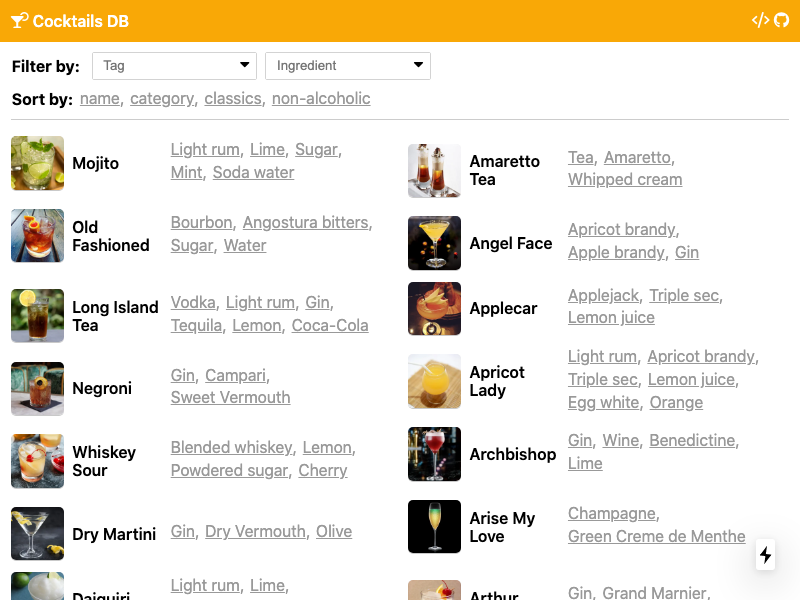 Cocktails DB
Filter by: Tag Ingredient
Sort by: name, category, classics, non-alcoholic
Mojito
Light rum, Lime, Sugar,
Mint, Soda water
Old
Fashioned
Bourbon, Angostura bitters,
Sugar, Water
Long Island
Tea
Vodka, Light rum, Gin,
Tequila, Lemon, Coca-Cola
Negroni
Gin, Campari,
Sweet Vermouth
Whiskey
Sour
Blended whiskey, Lemon,
Powdered sugar, Cherry
Dry Martini
Gin, Dry Vermouth, Olive
Daiquiri
Light rum, Lime,
Amaretto
Tea
Tea, Amaretto,
Whipped cream
Angel Face
Apricot brandy,
Apple brandy, Gin
Applecar
Applejack, Triple sec,
Lemon juice
Apricot
Lady
Light rum, Apricot brandy,
Triple sec, Lemon juice,
Egg white, Orange
Archbishop
Gin, Wine, Benedictine,
Lime
Arise My
Love
Champagne,
Green Creme de Menthe
Arthur
Gin, Grand Marnier,